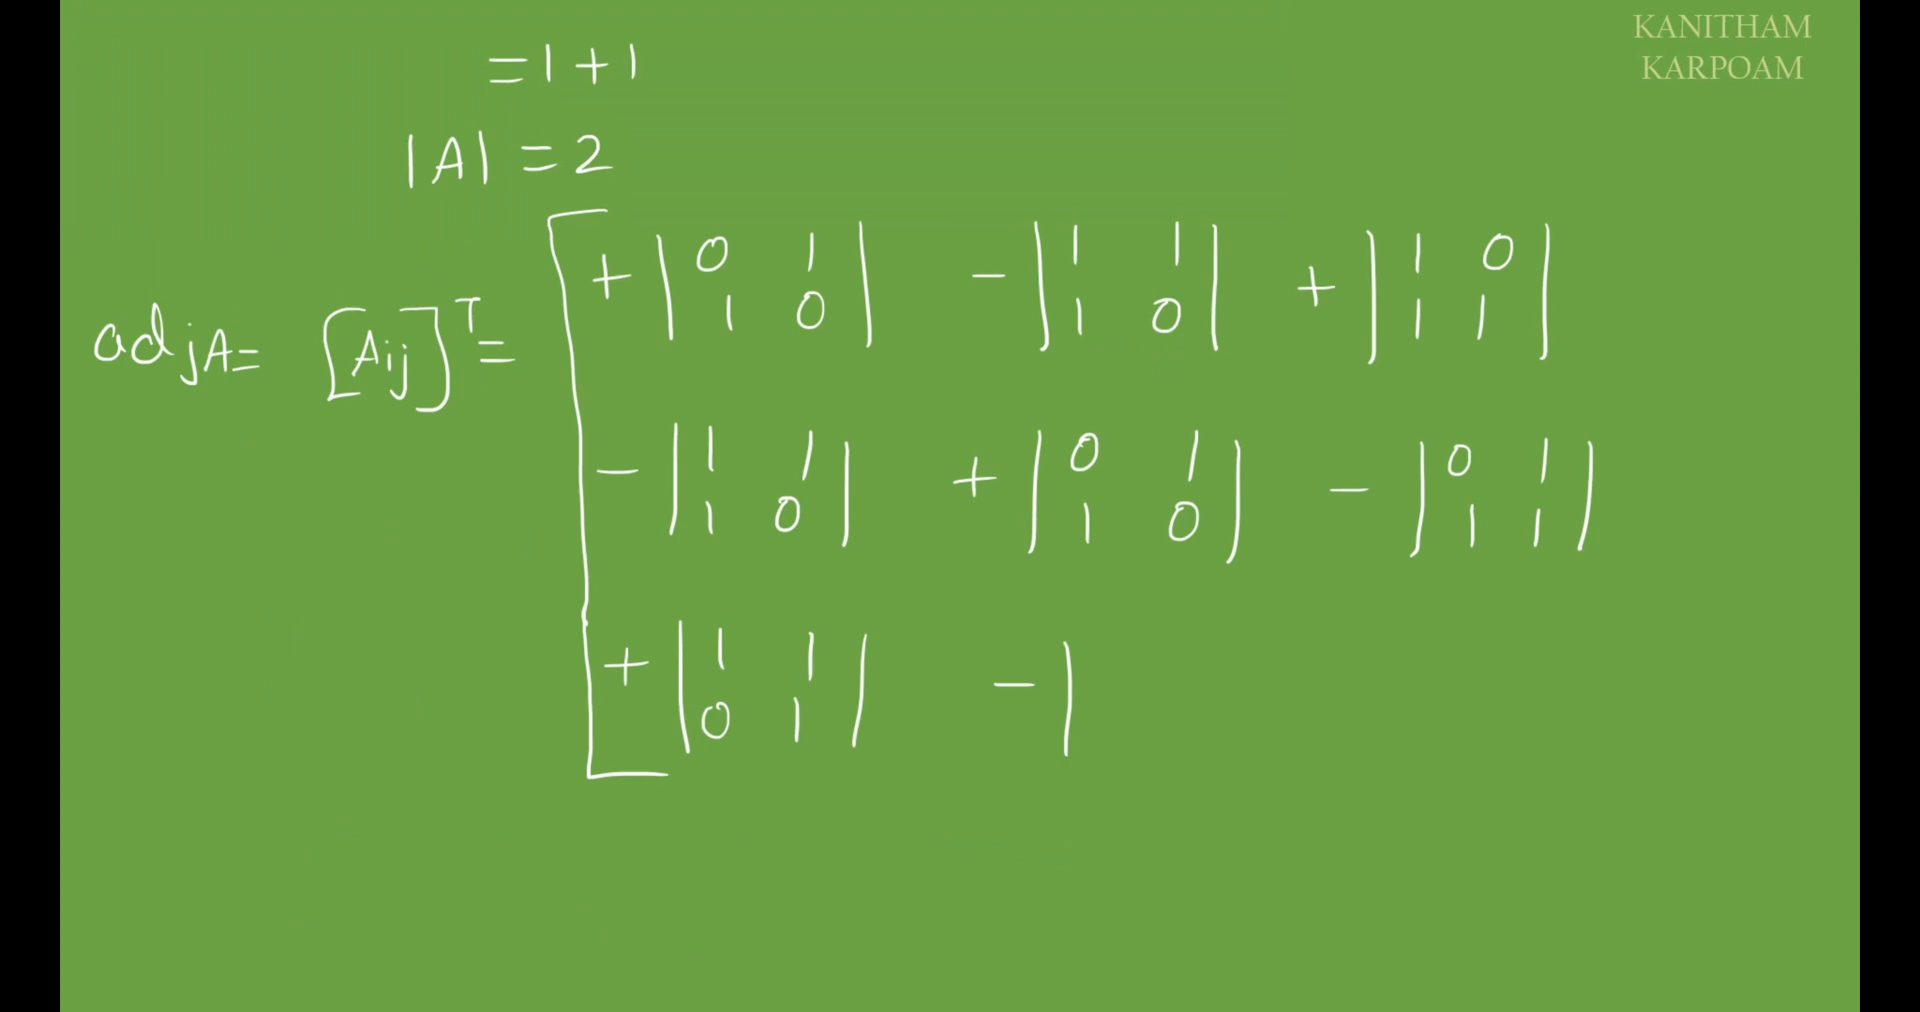 KANITHAM
KARPOAM
= 1 + 1
|A| = 2
adjA = [Aij]^T = [ + |0 1| - |1 1| + |1 0|
|1 0| |1 0| |1 1|
- |1 1| + |0 1| - |0 1|
|1 0| |1 0| |1 1|
+ |1 1| - |
|0 1|